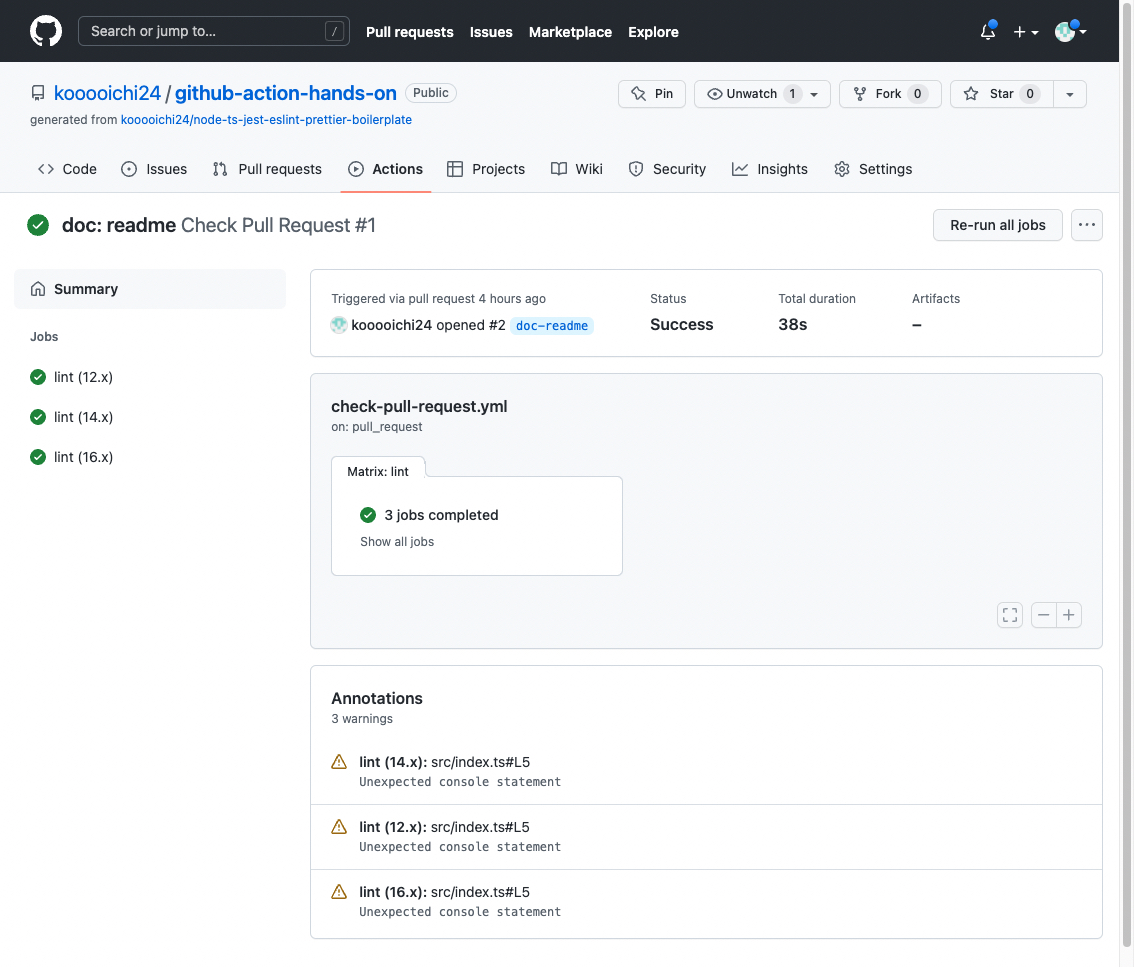 Search or jump to... / Pull requests Issues Marketplace Explore
kooooichi24 / github-action-hands-on Public Pin Unwatch 1 Fork 0 Star 0
generated from kooooichi24/node-ts-jest-eslint-prettier-boilerplate
Code Issues Pull requests Actions Projects Wiki Security Insights Settings
doc: readme Check Pull Request #1 Re-run all jobs
Summary
Jobs
lint (12.x)
lint (14.x)
lint (16.x)
Triggered via pull request 4 hours ago Status Total duration Artifacts
kooooichi24 opened #2 doc-readme Success 38s –
check-pull-request.yml
on: pull_request
Matrix: lint
3 jobs completed
Show all jobs
Annotations
3 warnings
lint (14.x): src/index.ts#L5
Unexpected console statement
lint (12.x): src/index.ts#L5
Unexpected console statement
lint (16.x): src/index.ts#L5
Unexpected console statement